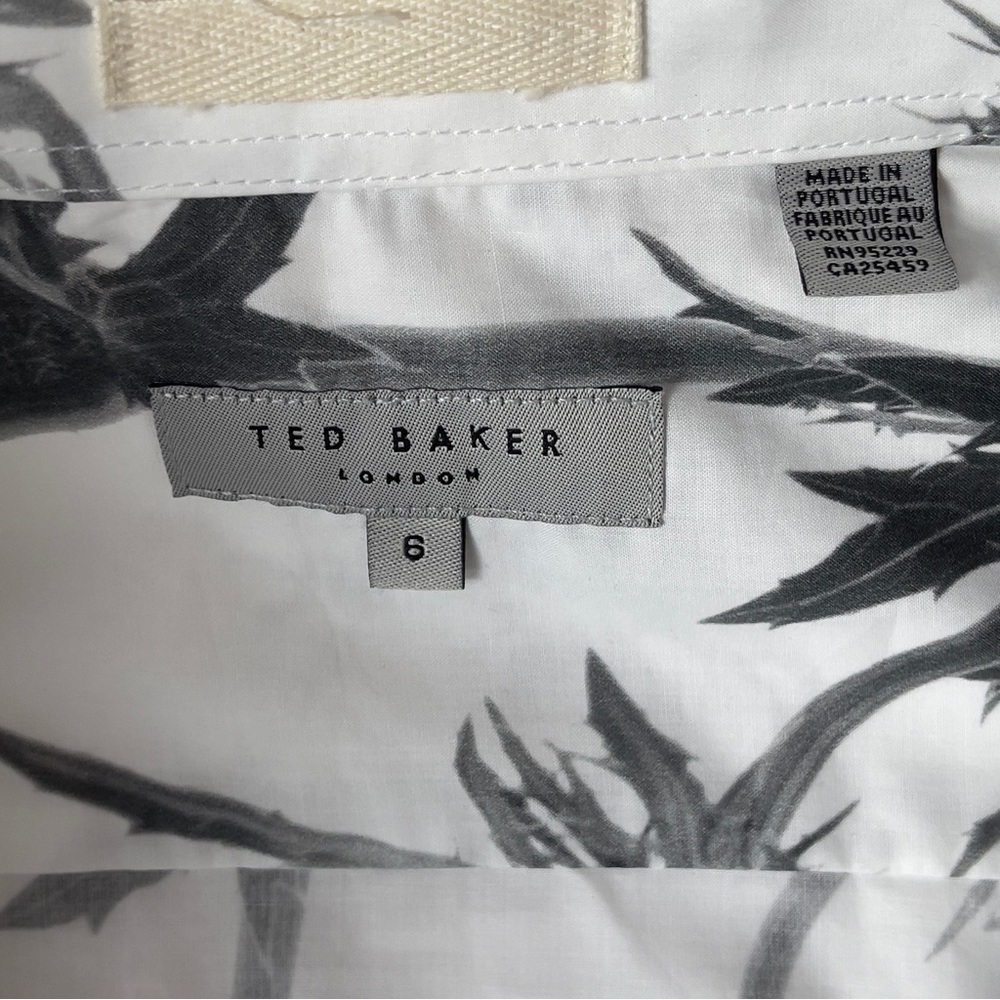 MADE IN
PORTUGAL
FABRIQUE AU
PORTUGAL
RN95229
CA25459
TED BAKER
LONDON
6